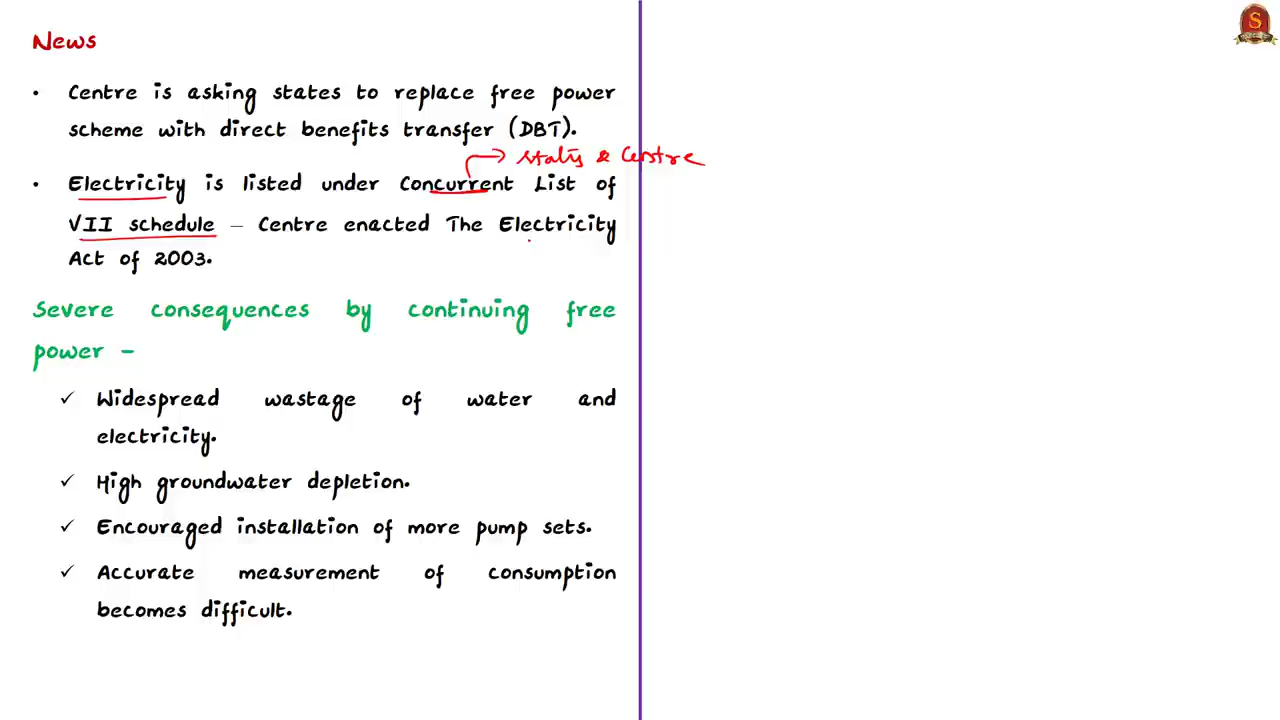 News
• Centre is asking states to replace free power
scheme with direct benefits transfer (DBT).
States & Centre
• Electricity is listed under Concurrent List of
VII schedule – Centre enacted The Electricity
Act of 2003.
Severe consequences by continuing free
power –
✓ Widespread wastage of water and
electricity.
✓ High groundwater depletion.
✓ Encouraged installation of more pump sets.
✓ Accurate measurement of consumption
becomes difficult.
S